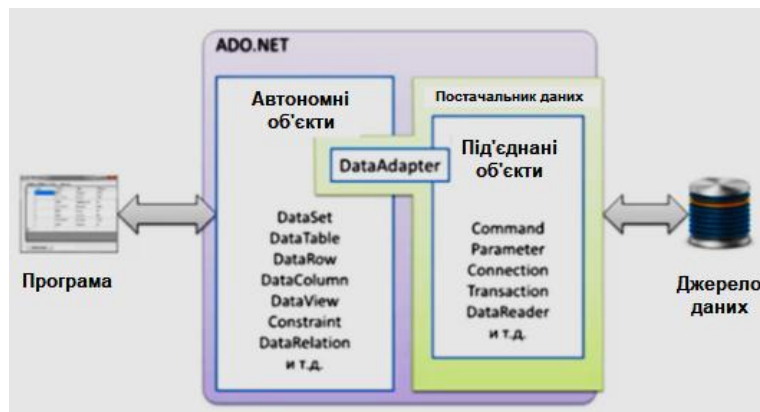 ADO.NET
Автономні
об'єкти
Постачальник даних
Під'єднані
об'єкти
DataAdapter
DataSet
DataTable
DataRow
DataColumn
DataView
Constraint
DataRelation
и т.д.
Command
Parameter
Connection
Transaction
DataReader
и т.д.
Програма
Джерело
даних